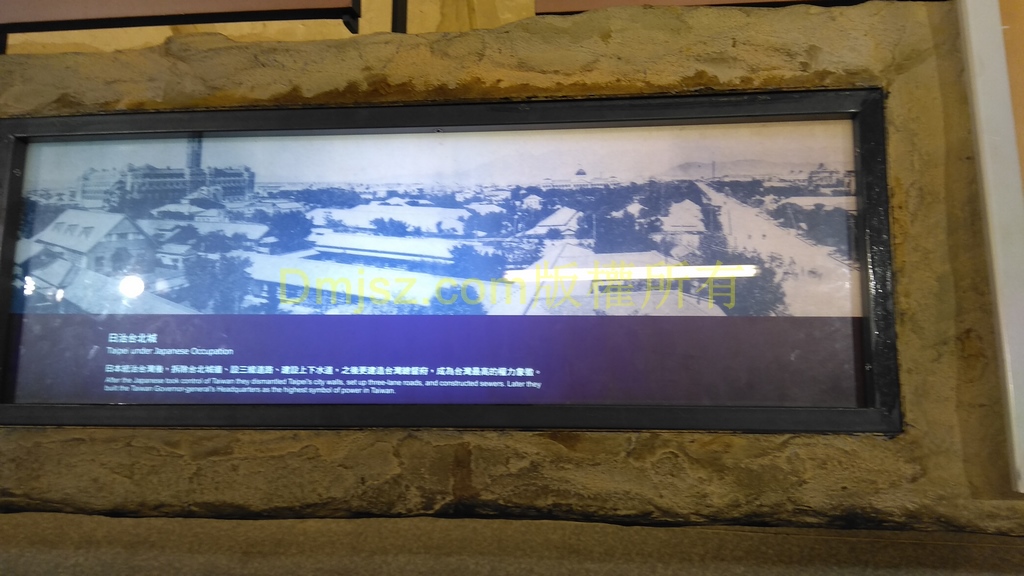 Dmjsz.com版權所有
日治台北城
Taipei under Japanese Occupation
日本統治台灣後，拆除台北城牆、設三線道路、建設上下水道。之後更建造台灣總督府，成為台灣最高的權力象徵。
After the Japanese took control of Taiwan they dismantled Taipei's city walls, set up three-lane roads, and constructed sewers. Later they
built the Taiwan Governor-general's Headquarters as the highest symbol of power in Taiwan.